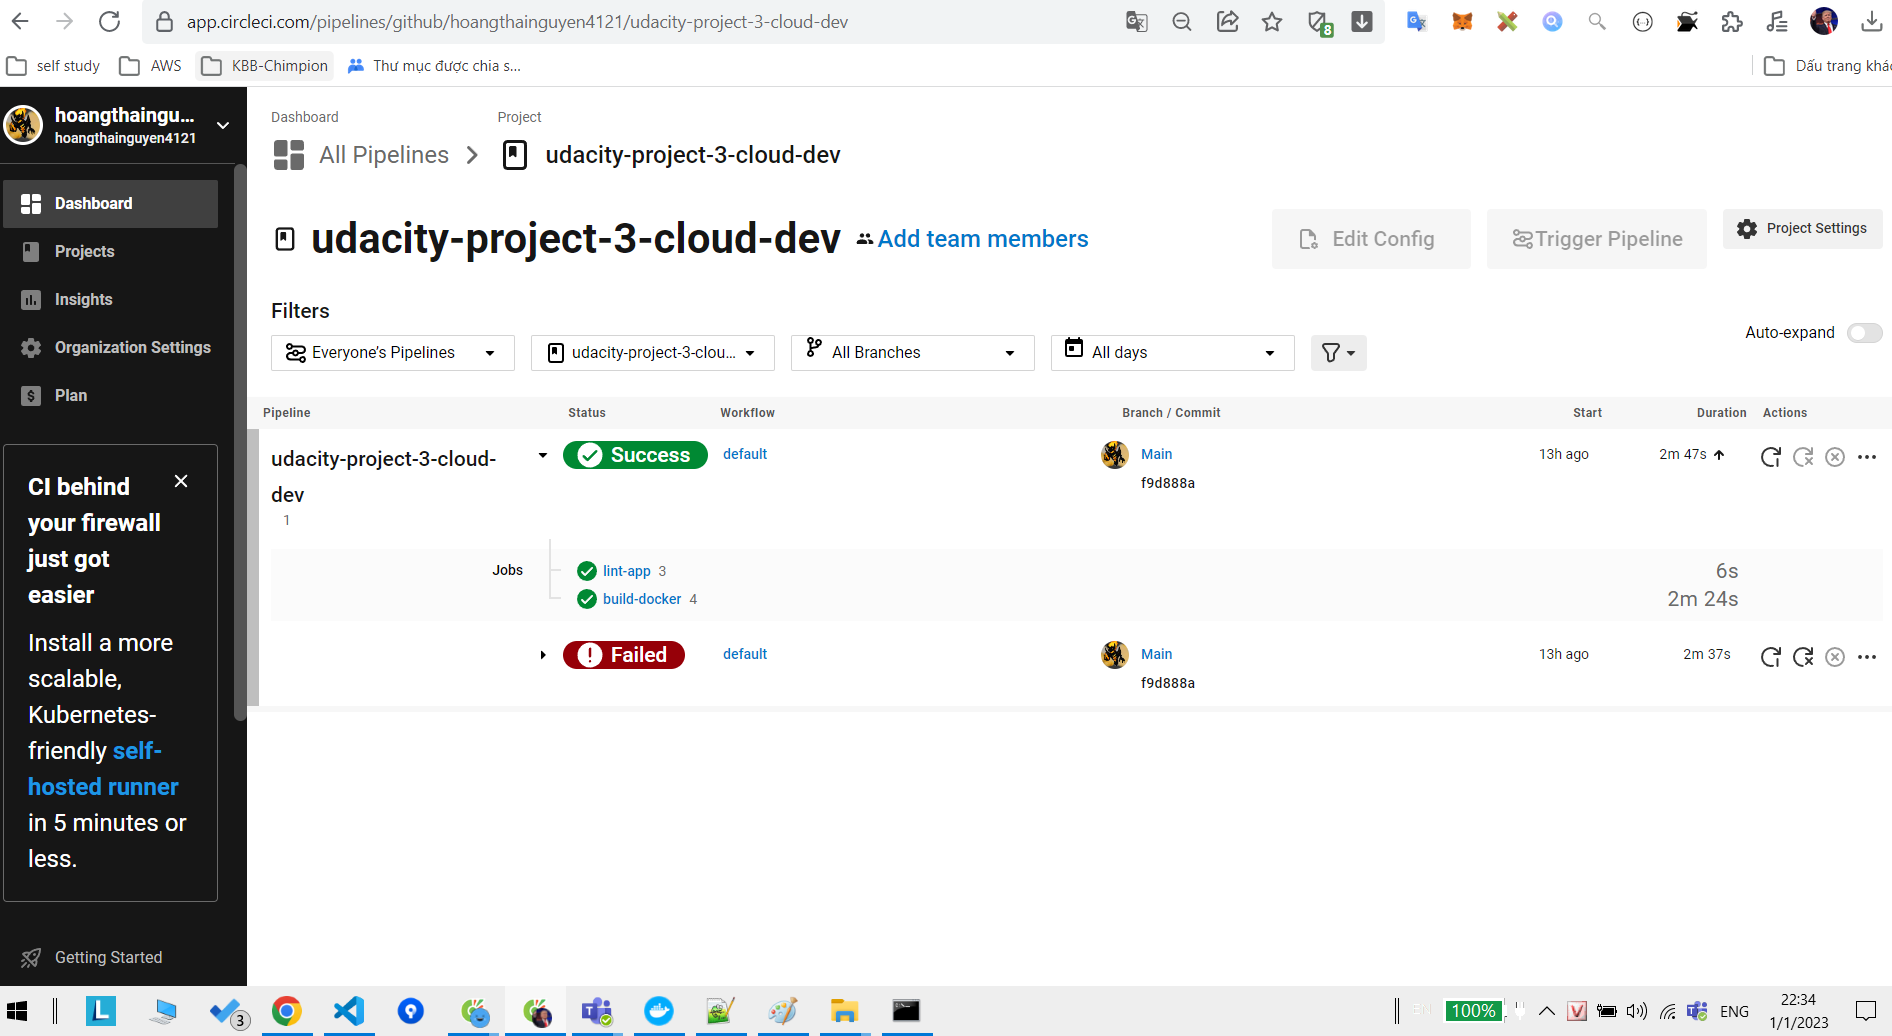 app.circleci.com/pipelines/github/hoangthainguyen4121/udacity-project-3-cloud-dev
8
self study
AWS
KBB-Chimpion
Thư mục được chia s...
Dấu trang khác
hoangthaingu...
hoangthainguyen4121
Dashboard
Projects
Insights
Organization Settings
Plan
CI behind
your firewall
just got
easier
Install a more
scalable,
Kubernetes-
friendly self-
hosted runner
in 5 minutes or
less.
Getting Started
Dashboard
Project
All Pipelines
udacity-project-3-cloud-dev
udacity-project-3-cloud-dev
Add team members
Edit Config
Trigger Pipeline
Project Settings
Filters
Auto-expand
Everyone's Pipelines
udacity-project-3-clou...
All Branches
All days
Pipeline Status Workflow Branch / Commit Start Duration Actions
udacity-project-3-cloud-
dev
1
Success
default
Main
f9d888a
13h ago
2m 47s
Jobs
lint-app 3
6s
build-docker 4
2m 24s
Failed
default
Main
f9d888a
13h ago
2m 37s
3
100%
ENG
22:34
1/1/2023